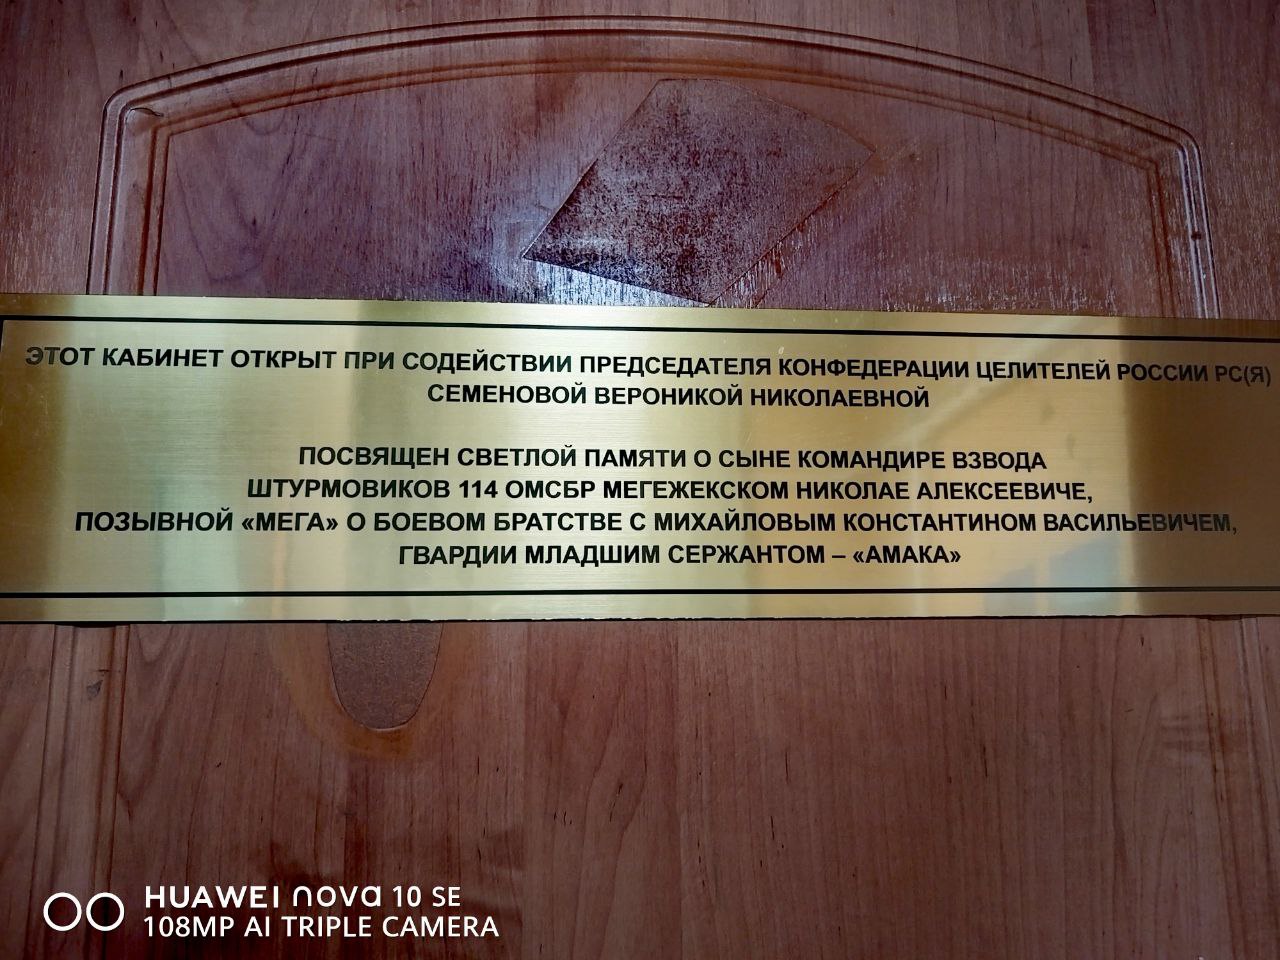 ЭТОТ КАБИНЕТ ОТКРЫТ ПРИ СОДЕЙСТВИИ ПРЕДСЕДАТЕЛЯ КОНФЕДЕРАЦИИ ЦЕЛИТЕЛЕЙ РОССИИ РС(Я)
СЕМЕНОВОЙ ВЕРОНИКОЙ НИКОЛАЕВНОЙ
ПОСВЯЩЕН СВЕТЛОЙ ПАМЯТИ О СЫНЕ КОМАНДИРЕ ВЗВОДА
ШТУРМОВИКОВ 114 ОМСБР МЕГЕЖЕКСКОМ НИКОЛАЕ АЛЕКСЕЕВИЧЕ,
ПОЗЫВНОЙ «МЕГА» О БОЕВОМ БРАТСТВЕ С МИХАЙЛОВЫМ КОНСТАНТИНОМ ВАСИЛЬЕВИЧЕМ,
ГВАРДИИ МЛАДШИМ СЕРЖАНТОМ – «АМАКА»
HUAWEI nova 10 SE
108MP AI TRIPLE CAMERA